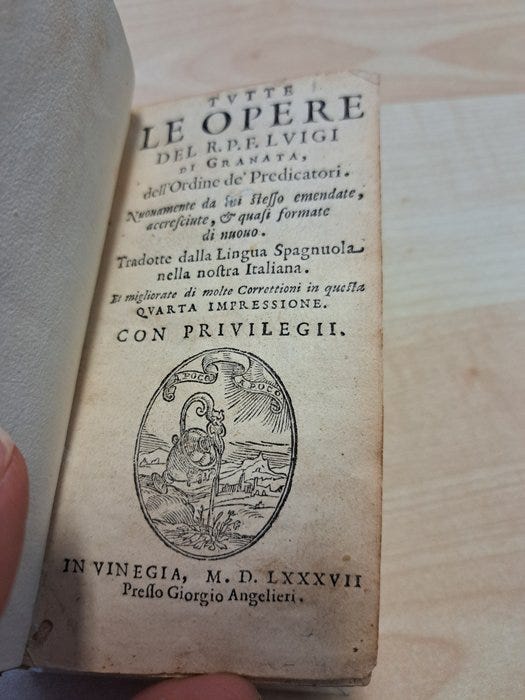 TVTTE
LE OPERE
DEL R.P.F. LVIGI
DI GRANATA,
dell'Ordine de' Predicatori.
Nuouamente da lui stesso emendate,
accresciute, & quasi formate
di nuouo.
Tradotte dalla Lingua Spagnuola
nella nostra Italiana.
Et migliorate di molte Correttioni in questa
QVARTA IMPRESSIONE.
CON PRIVILEGII.
A POCO A POCO
IN VINEGIA, M. D. LXXXVII
Presso Giorgio Angelieri.